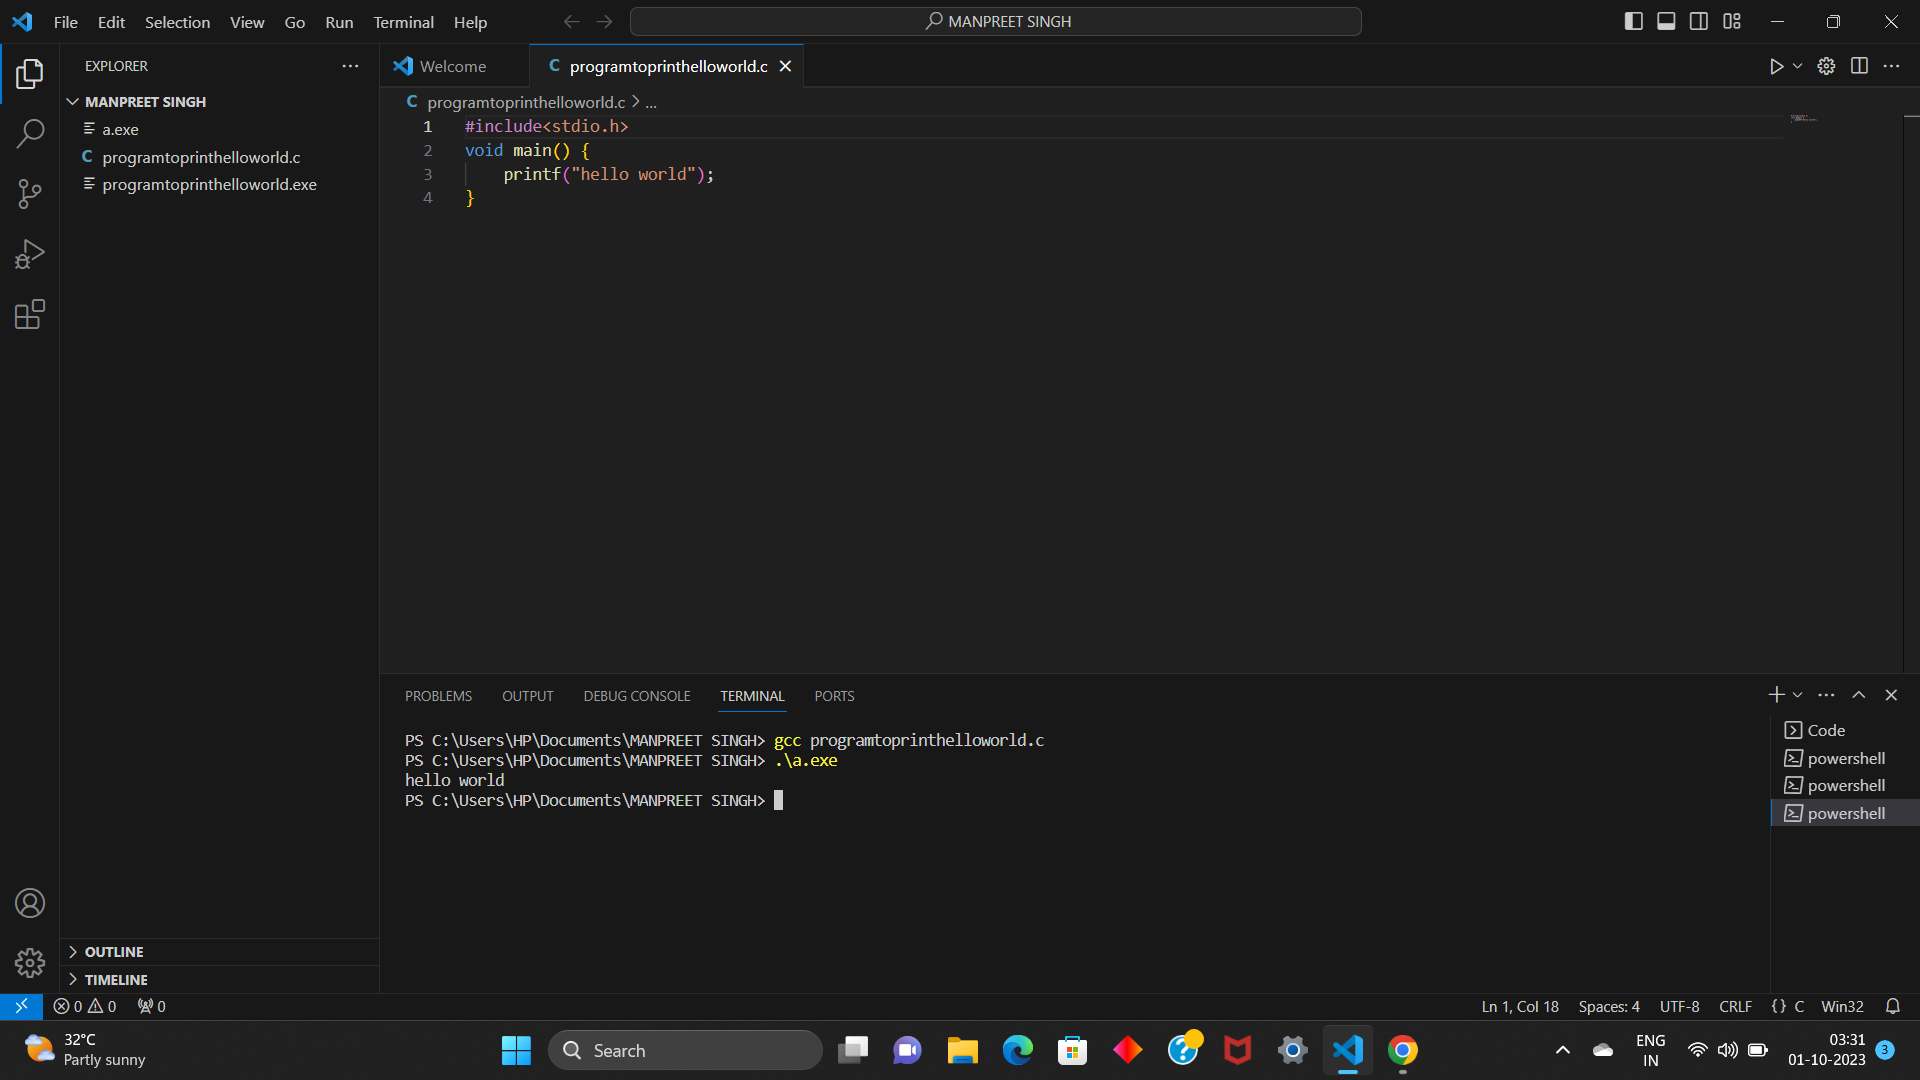 File Edit Selection View Go Run Terminal Help
MANPREET SINGH
EXPLORER
MANPREET SINGH
a.exe
C programtoprinthelloworld.c
programtoprinthelloworld.exe
OUTLINE
TIMELINE
Welcome
C programtoprinthelloworld.c
C programtoprinthelloworld.c > ...
1 #include<stdio.h>
2 void main() {
3 printf("hello world");
4 }
PROBLEMS OUTPUT DEBUG CONSOLE TERMINAL PORTS
PS C:\Users\HP\Documents\MANPREET SINGH> gcc programtoprinthelloworld.c
PS C:\Users\HP\Documents\MANPREET SINGH> .\a.exe
hello world
PS C:\Users\HP\Documents\MANPREET SINGH>
Code
powershell
powershell
powershell
0 0 0
Ln 1, Col 18 Spaces: 4 UTF-8 CRLF {} C Win32
32°C
Partly sunny
Search
ENG
IN
03:31
01-10-2023
3